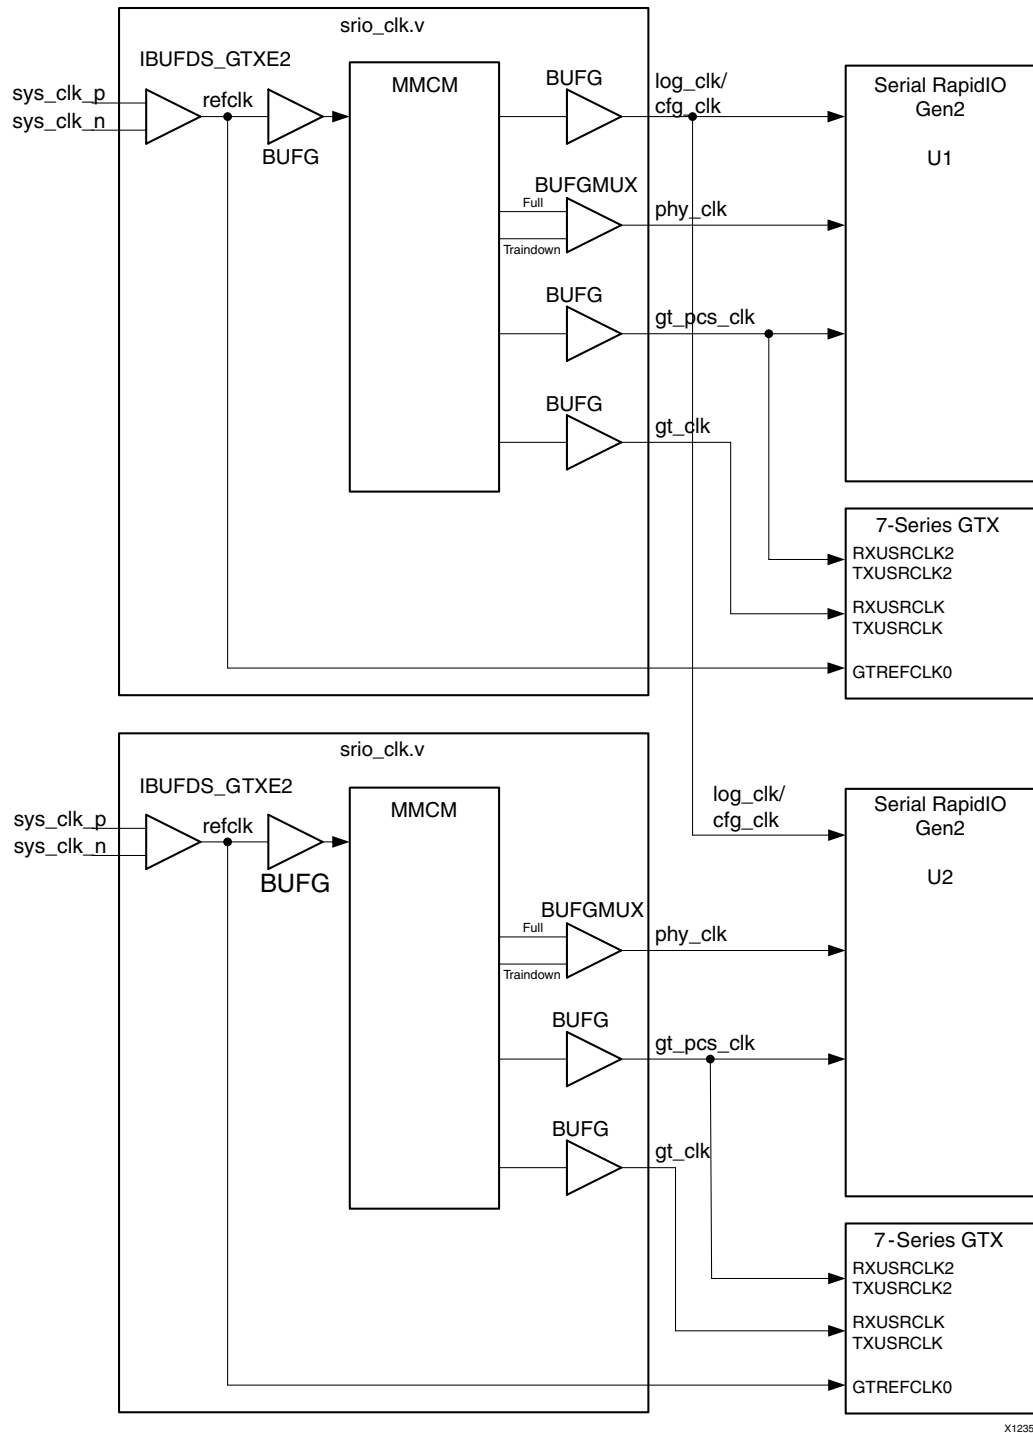 srio_clk.v
IBUFDS_GTXE2
sys_clk_p
sys_clk_n
refclk
BUFG
MMCM
BUFG
log_clk/
cfg_clk
BUFGMUX
Full
Traindown
phy_clk
BUFG
gt_pcs_clk
BUFG
gt_clk
Serial RapidIO
Gen2
U1
7-Series GTX
RXUSRCLK2
TXUSRCLK2
RXUSRCLK
TXUSRCLK
GTREFCLK0
srio_clk.v
IBUFDS_GTXE2
sys_clk_p
sys_clk_n
refclk
BUFG
MMCM
log_clk/
cfg_clk
BUFGMUX
Full
Traindown
phy_clk
BUFG
gt_pcs_clk
BUFG
gt_clk
Serial RapidIO
Gen2
U2
7-Series GTX
RXUSRCLK2
TXUSRCLK2
RXUSRCLK
TXUSRCLK
GTREFCLK0
X1235